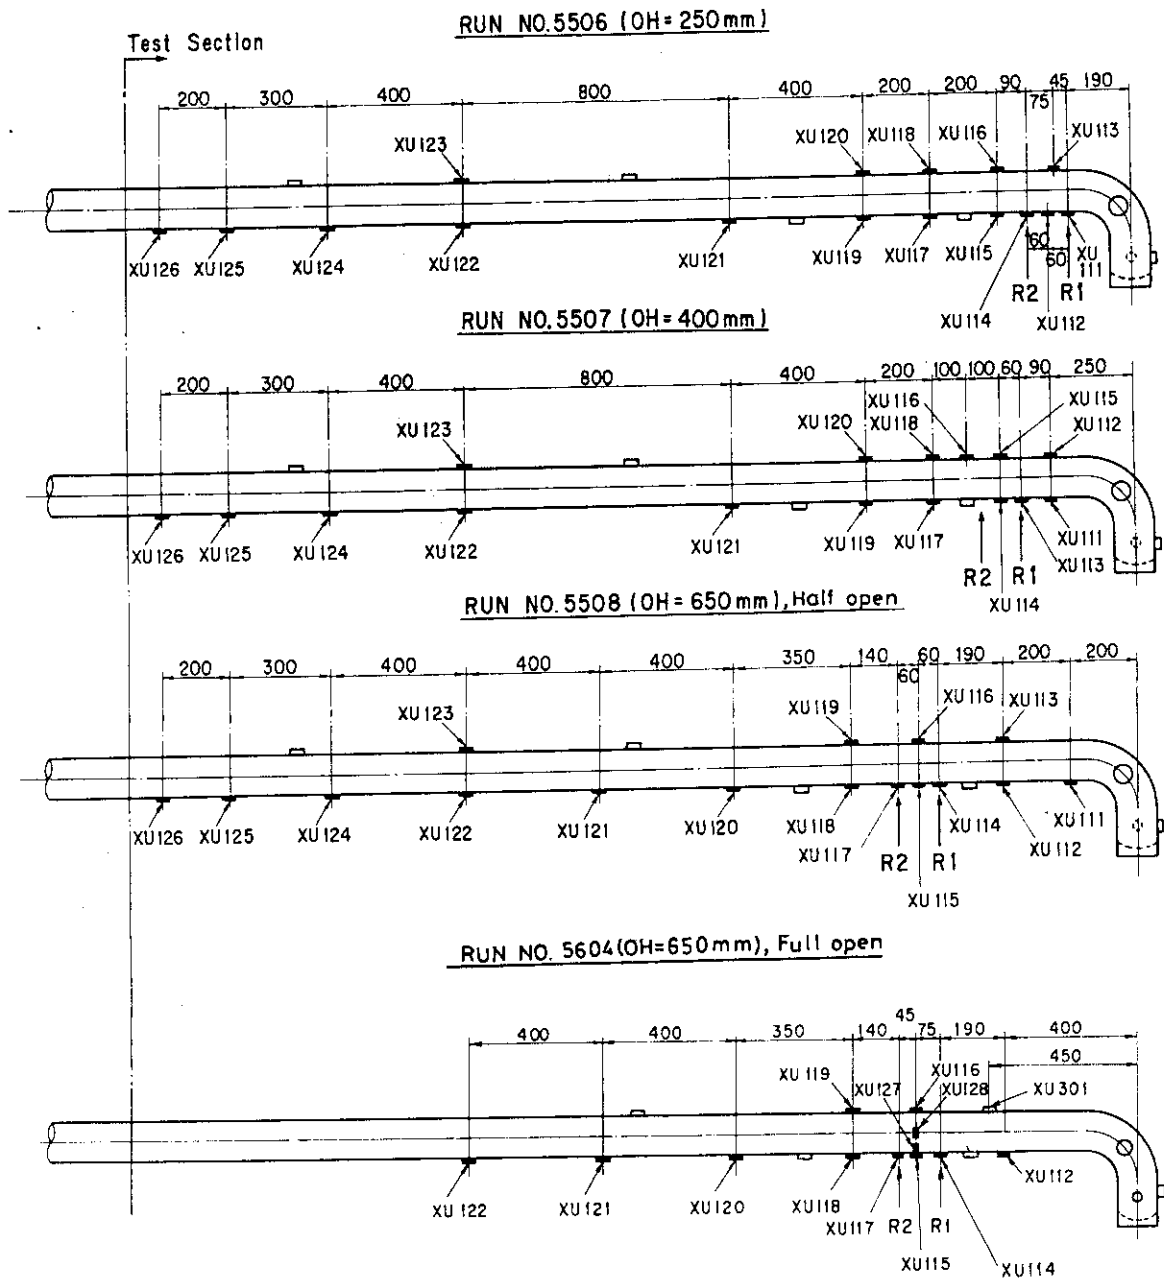 RUN NO.5506 (OH=250mm)
Test Section
200 300 400 800 400 200 200 90 75 45 190
XU123 XU120 XU118 XU116 XU113
XU126 XU125 XU124 XU122 XU121 XU119 XU117 XU115 60 60 XU 111
R2 R1
XU114 XU112
RUN NO.5507 (OH=400mm)
200 300 400 800 400 200 100 100 60 90 250
XU116 XU115
XU123 XU120 XU118 XU112
XU126 XU125 XU124 XU122 XU121 XU119 XU117 XU111
XU113
R2 R1
XU114
RUN NO.5508 (OH=650mm), Half open
200 300 400 400 400 350 140 60 60 190 200 200
XU123 XU119 XU116 XU113
XU126 XU125 XU124 XU122 XU121 XU120 XU118 XU114 XU111
XU117 R2 R1 XU112
XU115
RUN NO. 5604(OH=650mm), Full open
400 400 350 140 45 75 190 400
450
XU119 XU127 XU116
XU128 XU301
XU122 XU121 XU120 XU118 XU112
XU117 R2 R1
XU115 XU114